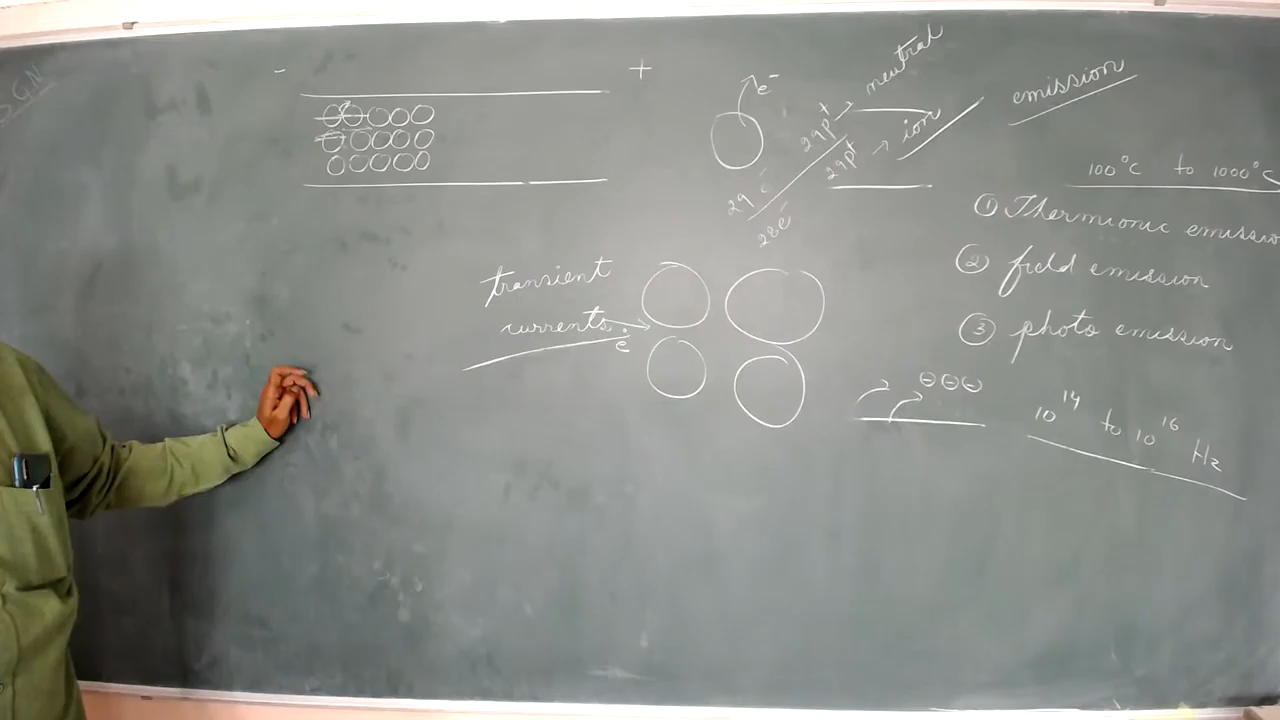 S.G.N
- +
e⁻
29p⁺ → neutral
29p⁺ → ion
29e⁻
28e⁻
emission
100°C to 1000°C
① Thermionic emission
② field emission
③ photo emission
transient
currents
e⁻
10¹⁴ to 10¹⁶ Hz